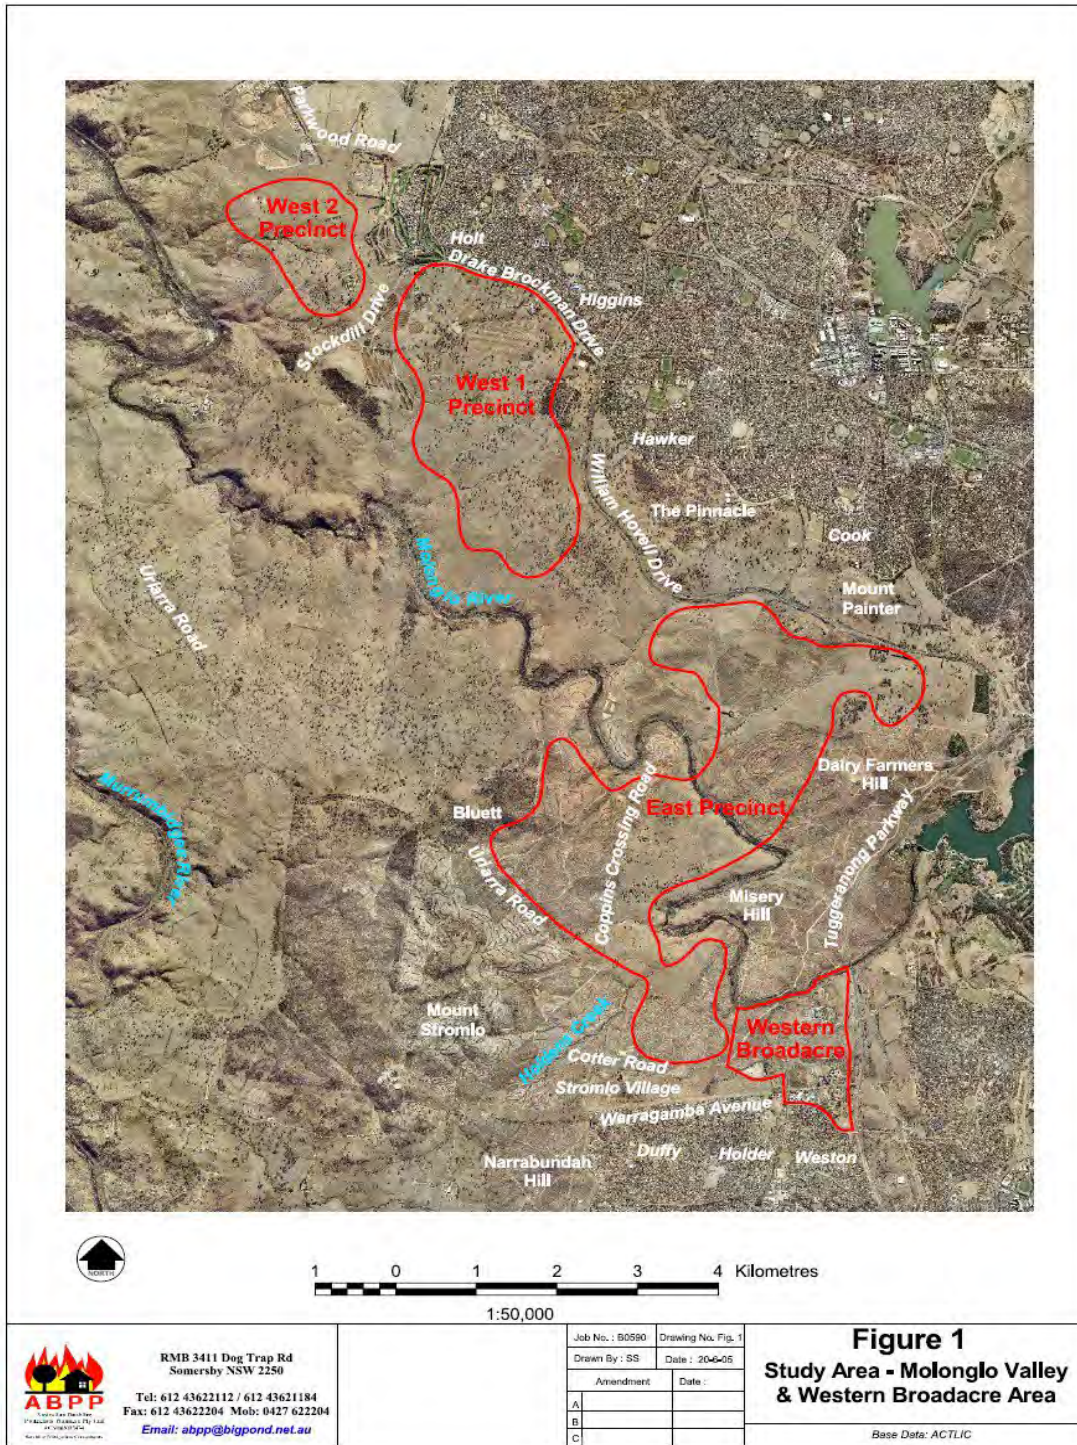 Parkwood Road
West 2
Precinct
Holt
Drake Brockman Drive
Higgins
Stockdill Drive
West 1
Precinct
Hawker
William Hovell Drive
The Pinnacle
Cook
Molonglo River
Uriarra Road
Mount
Painter
Dairy Farmers
Hill
Murrumbidgee River
East Precinct
Bluett
Uriarra Road
Coppins Crossing Road
Tuggeranong Parkway
Misery
Hill
Mount
Stromlo
Holdens Creek
Western
Broadacre
Cotter Road
Stromlo Village
Warragamba Avenue
Duffy
Holder
Weston
Narrabundah
Hill
NORTH
1 0 1 2 3 4 Kilometres
1:50,000
ABPP
RMB 3411 Dog Trap Rd
Somersby NSW 2250
Tel: 612 43622112 / 612 43621184
Fax: 612 43622204 Mob: 0427 622204
Email: abpp@bigpond.net.au
Job No. : B0590
Drawing No. Fig. 1
Drawn By : SS
Date : 20-6-05
Amendment
Date :
A
B
C
Figure 1
Study Area - Molonglo Valley
& Western Broadacre Area
Base Data: ACTLIC